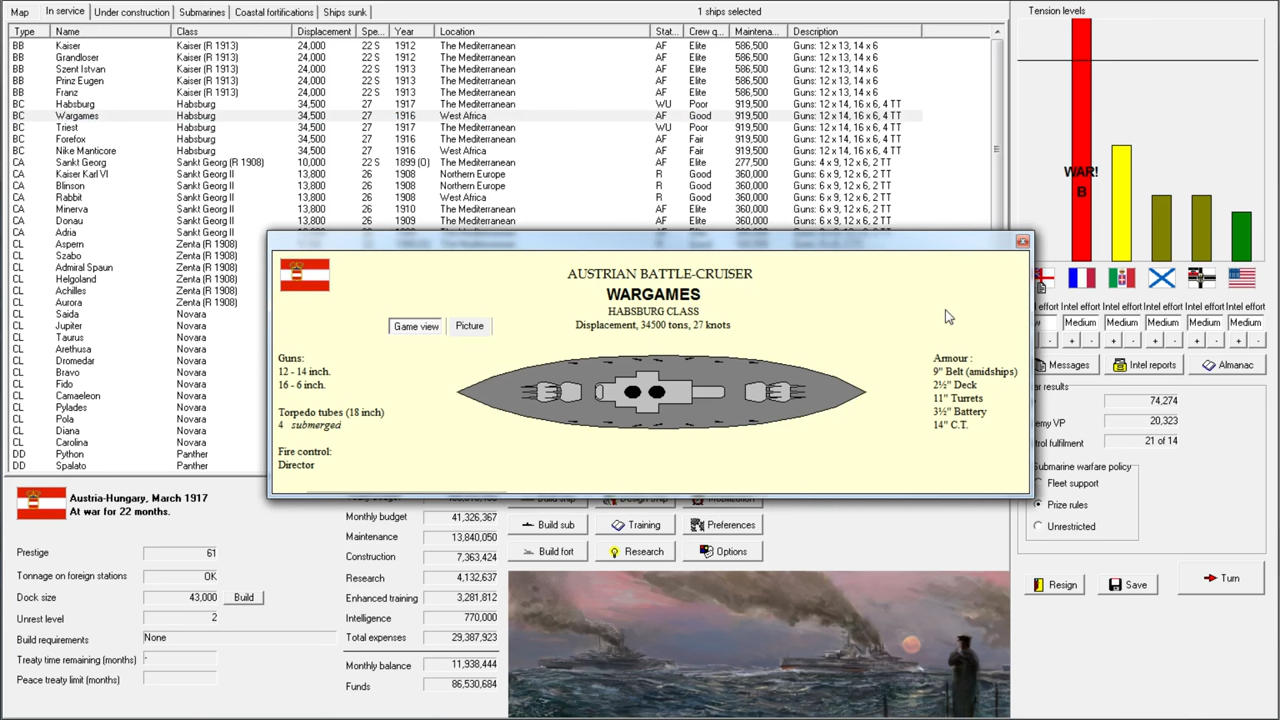 Map In service Under construction Submarines Coastal fortifications Ships sunk 1 ships selected
Type Name Class Displacement Spe... Year Location Stat... Crew q... Maintena... Description
BB Kaiser Kaiser (R 1913) 24,000 22 S 1912 The Mediterranean AF Elite 586,500 Guns: 12 x 13, 14 x 6
BB Grandloser Kaiser (R 1913) 24,000 22 S 1912 The Mediterranean AF Elite 586,500 Guns: 12 x 13, 14 x 6
BB Szent Istvan Kaiser (R 1913) 24,000 22 S 1913 The Mediterranean AF Elite 586,500 Guns: 12 x 13, 14 x 6
BB Prinz Eugen Kaiser (R 1913) 24,000 22 S 1913 The Mediterranean AF Elite 586,500 Guns: 12 x 13, 14 x 6
BB Franz Kaiser (R 1913) 24,000 22 S 1913 The Mediterranean AF Elite 586,500 Guns: 12 x 13, 14 x 6
BC Habsburg Habsburg 34,500 27 1917 The Mediterranean WU Poor 919,500 Guns: 12 x 14, 16 x 6, 4 TT
BC Wargames Habsburg 34,500 27 1916 West Africa AF Good 919,500 Guns: 12 x 14, 16 x 6, 4 TT
BC Triest Habsburg 34,500 27 1917 The Mediterranean WU Poor 919,500 Guns: 12 x 14, 16 x 6, 4 TT
BC Forefox Habsburg 34,500 27 1916 The Mediterranean AF Fair 919,500 Guns: 12 x 14, 16 x 6, 4 TT
BC Nike Manticore Habsburg 34,500 27 1916 West Africa AF Fair 919,500 Guns: 12 x 14, 16 x 6, 4 TT
CA Sankt Georg Sankt Georg (R 1908) 10,000 22 S 1899 (O) The Mediterranean AF Elite 277,500 Guns: 4 x 9, 12 x 6, 2 TT
CA Kaiser Karl VI Sankt Georg II 13,800 26 1908 Northern Europe R Good 360,000 Guns: 6 x 9, 12 x 6, 2 TT
CA Blinson Sankt Georg II 13,800 26 1908 Northern Europe R Good 360,000 Guns: 6 x 9, 12 x 6, 2 TT
CA Rabbit Sankt Georg II 13,800 26 1908 West Africa R Good 360,000 Guns: 6 x 9, 12 x 6, 2 TT
CA Minerva Sankt Georg II 13,800 26 1910 The Mediterranean AF Elite 360,000 Guns: 6 x 9, 12 x 6, 2 TT
CA Donau Sankt Georg II 13,800 26 1909 The Mediterranean AF Elite 360,000 Guns: 6 x 9, 12 x 6, 2 TT
CA Adria Sankt Georg II
CL Aspern Zenta (R 1908)
CL Szabo Zenta (R 1908)
CL Admiral Spaun Zenta (R 1908)
CL Helgoland Zenta (R 1908)
CL Achilles Zenta (R 1908)
CL Aurora Zenta (R 1908)
CL Saida Novara
CL Jupiter Novara
CL Taurus Novara
CL Arethusa Novara
CL Dromedar Novara
CL Bravo Novara
CL Fido Novara
CL Camaeleon Novara
CL Pylades Novara
CL Pola Novara
CL Diana Novara
CL Carolina Novara
DD Python Panther
DD Spalato Panther
AUSTRIAN BATTLE-CRUISER
WARGAMES
HABSBURG CLASS
Displacement, 34500 tons, 27 knots
Game view Picture
Guns:
12 - 14 inch.
16 - 6 inch.
Torpedo tubes (18 inch)
4 submerged
Fire control:
Director
Armour :
9" Belt (amidships)
2½" Deck
11" Turrets
3½" Battery
14" C.T.
Tension levels
WAR!
B
Intel effort Intel effort Intel effort Intel effort Intel effort
Medium Medium Medium Medium Medium
+ - + - + - + - + -
Messages Intel reports Almanac
results
74,274
VP 20,323
fulfilment 21 of 14
Submarine warfare policy
Fleet support
Prize rules
Unrestricted
Resign Save Turn
Austria-Hungary, March 1917
At war for 22 months.
Prestige 61
Tonnage on foreign stations OK
Dock size 43,000 Build
Unrest level 2
Build requirements None
Treaty time remaining (months) -
Peace treaty limit (months)
Monthly budget 41,326,367
Maintenance 13,840,050
Construction 7,363,424
Research 4,132,637
Enhanced training 3,281,812
Intelligence 770,000
Total expenses 29,387,923
Monthly balance 11,938,444
Funds 86,530,684
Build sub Training Preferences
Build fort Research Options